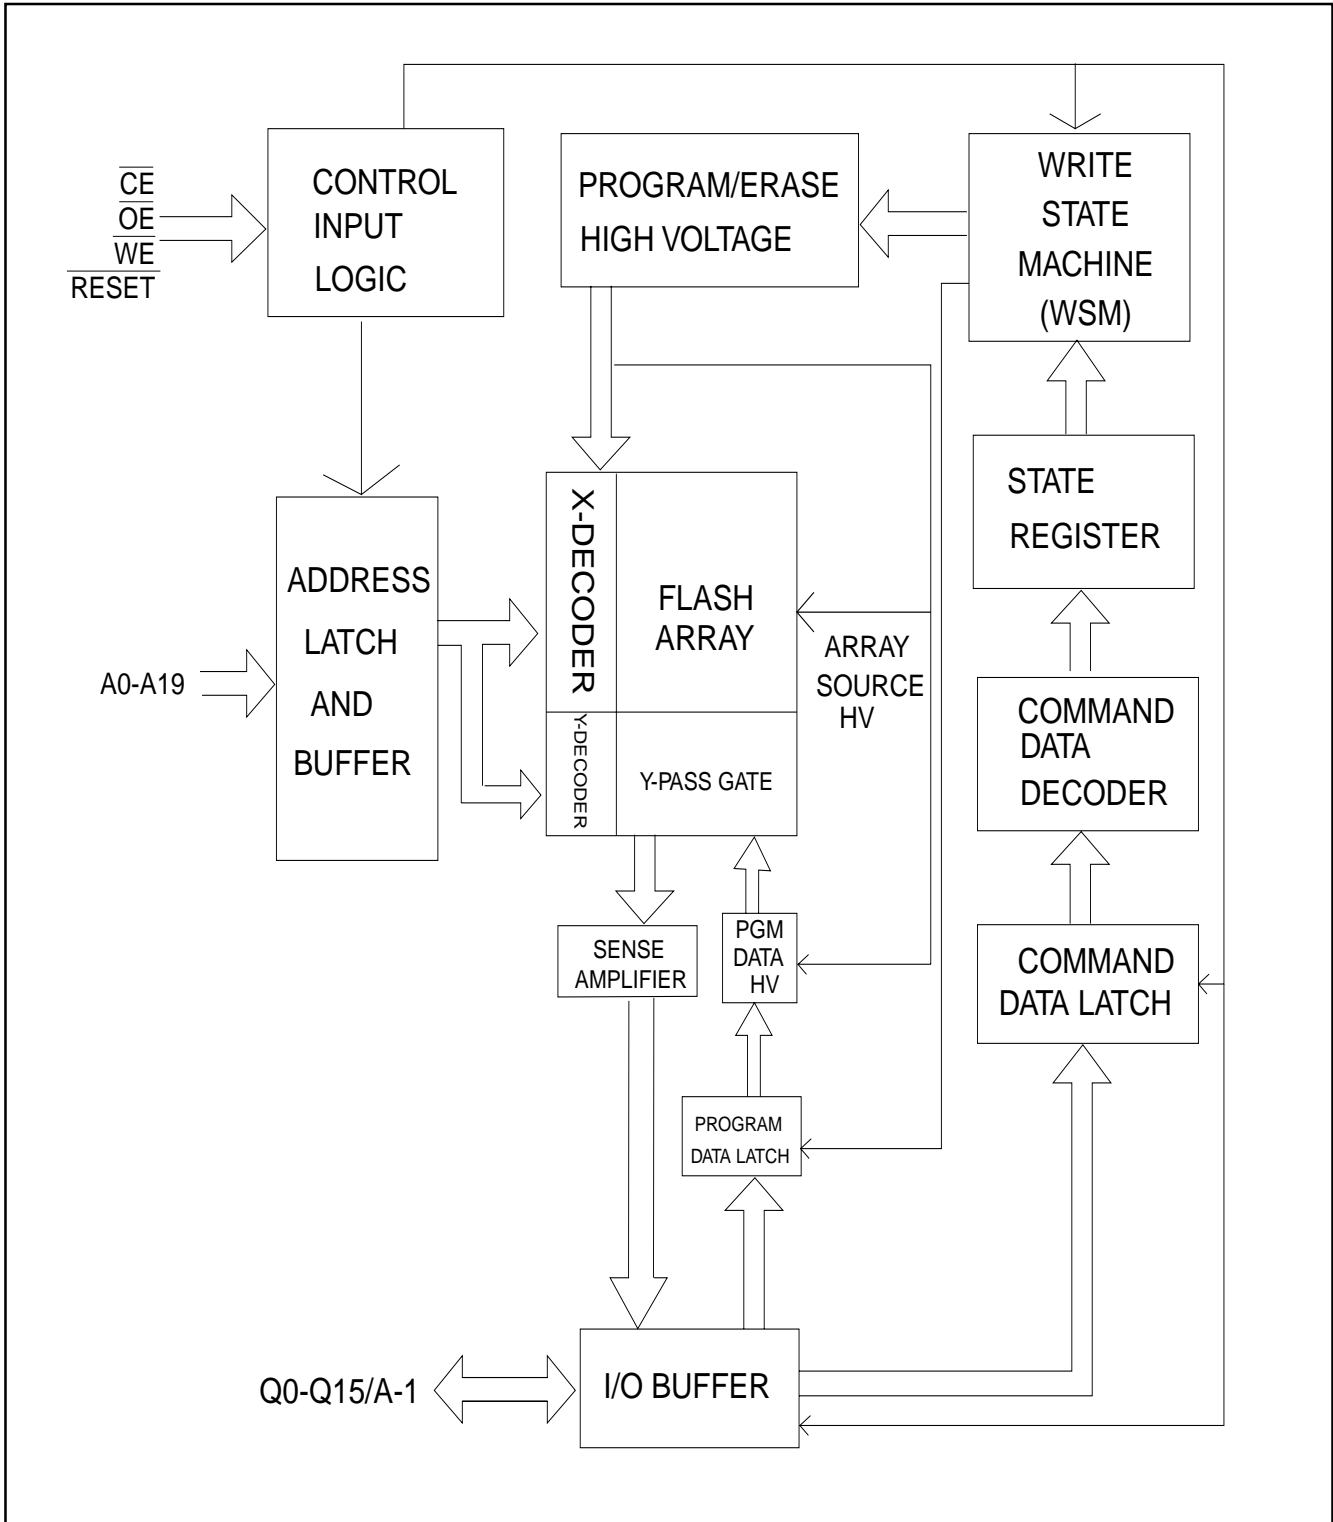 CE
OE
WE
RESET
CONTROL
INPUT
LOGIC
PROGRAM/ERASE
HIGH VOLTAGE
WRITE
STATE
MACHINE
(WSM)
STATE
REGISTER
ADDRESS
LATCH
AND
BUFFER
A0-A19
X-DECODER
FLASH
ARRAY
ARRAY
SOURCE
HV
Y-DECODER
Y-PASS GATE
COMMAND
DATA
DECODER
SENSE
AMPLIFIER
PGM
DATA
HV
COMMAND
DATA LATCH
PROGRAM
DATA LATCH
Q0-Q15/A-1
I/O BUFFER